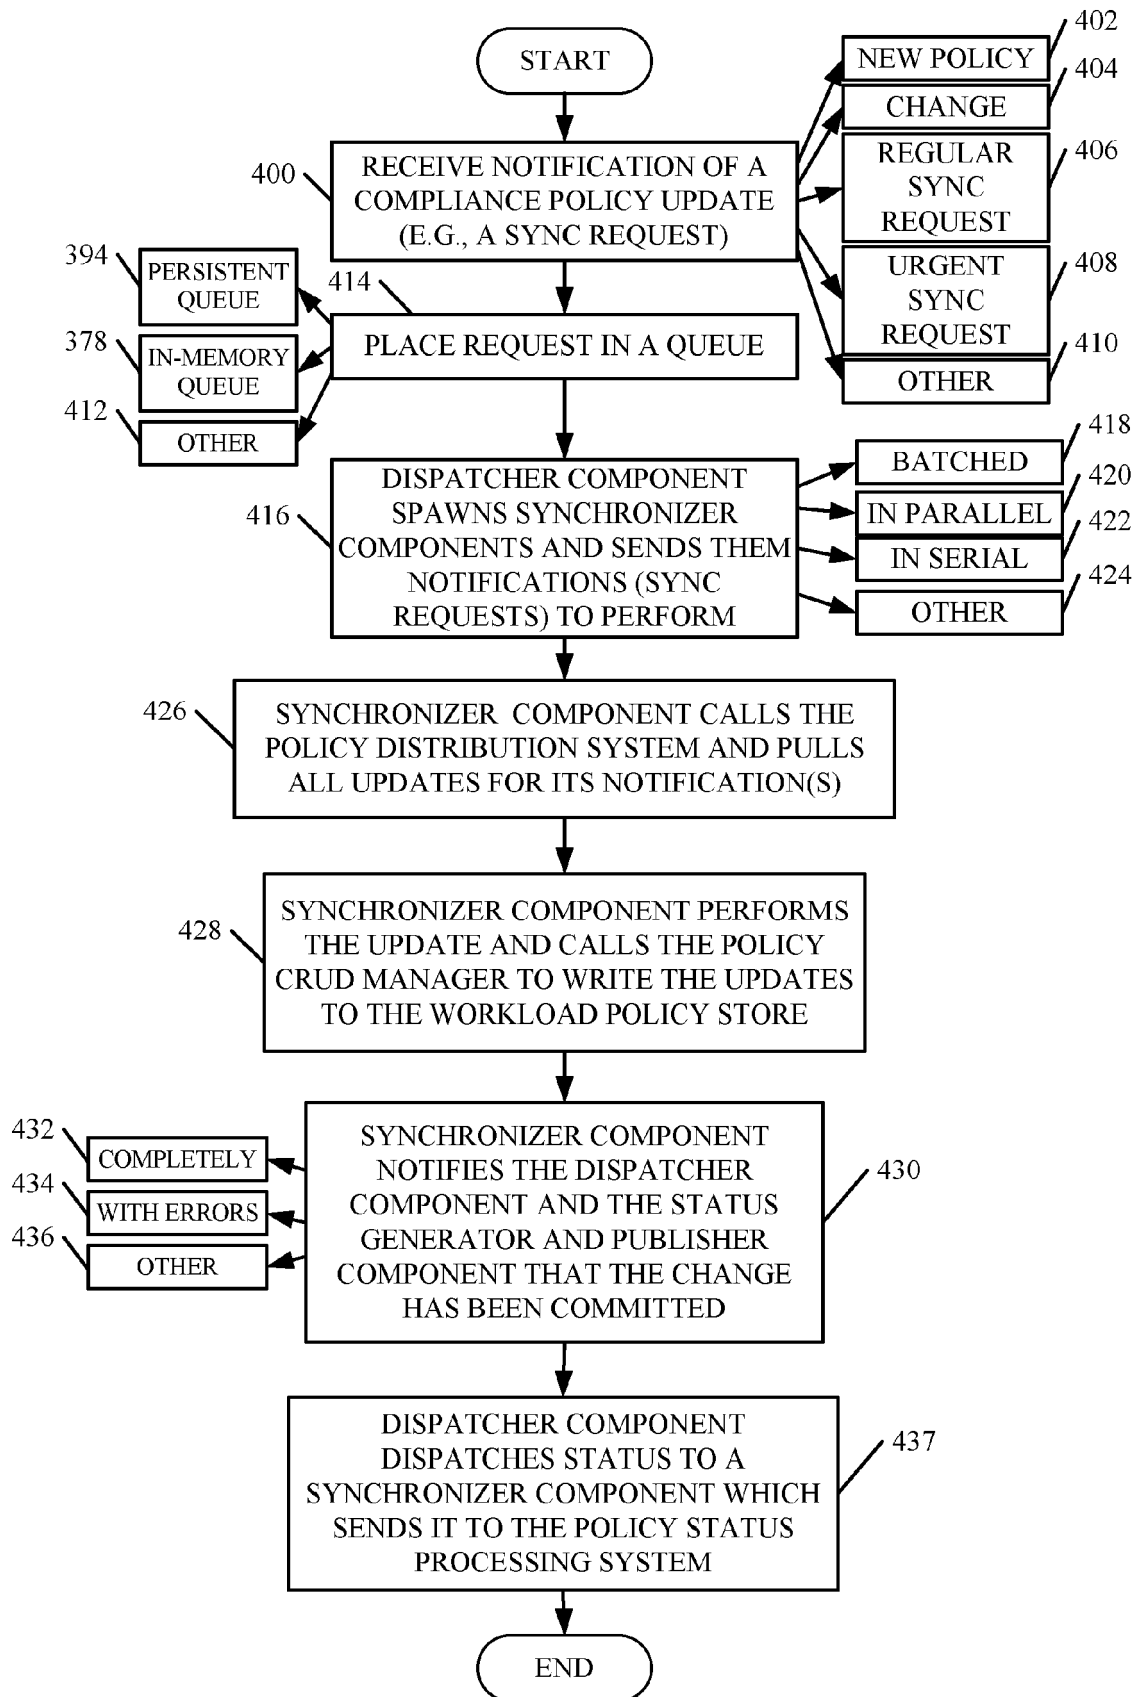 START
402
NEW POLICY
404
CHANGE
400
RECEIVE NOTIFICATION OF A
COMPLIANCE POLICY UPDATE
(E.G., A SYNC REQUEST)
406
REGULAR
SYNC
REQUEST
408
URGENT
SYNC
REQUEST
410
OTHER
394
PERSISTENT
QUEUE
414
PLACE REQUEST IN A QUEUE
378
IN-MEMORY
QUEUE
412
OTHER
416
DISPATCHER COMPONENT
SPAWNS SYNCHRONIZER
COMPONENTS AND SENDS THEM
NOTIFICATIONS (SYNC
REQUESTS) TO PERFORM
418
BATCHED
420
IN PARALLEL
422
IN SERIAL
424
OTHER
426
SYNCHRONIZER COMPONENT CALLS THE
POLICY DISTRIBUTION SYSTEM AND PULLS
ALL UPDATES FOR ITS NOTIFICATION(S)
428
SYNCHRONIZER COMPONENT PERFORMS
THE UPDATE AND CALLS THE POLICY
CRUD MANAGER TO WRITE THE UPDATES
TO THE WORKLOAD POLICY STORE
432
COMPLETELY
434
WITH ERRORS
436
OTHER
SYNCHRONIZER COMPONENT
NOTIFIES THE DISPATCHER
COMPONENT AND THE STATUS
GENERATOR AND PUBLISHER
COMPONENT THAT THE CHANGE
HAS BEEN COMMITTED
430
DISPATCHER COMPONENT
DISPATCHES STATUS TO A
SYNCHRONIZER COMPONENT WHICH
SENDS IT TO THE POLICY STATUS
PROCESSING SYSTEM
437
END